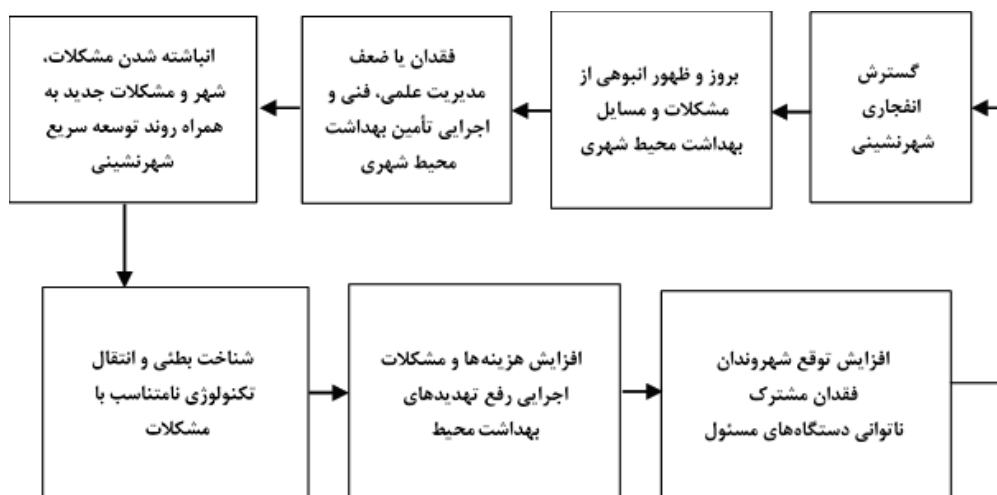 گسترش
انفجاری
شهرنشینی
بروز و ظهور انبوهی از
مشکلات و مسایل
بهداشت محیط شهری
فقدان یا ضعف
مدیریت علمی، فنی و
اجرایی تأمین بهداشت
محیط شهری
انباشته شدن مشکلات،
شهر و مشکلات جدید به
همراه روند توسعه سریع
شهرنشینی
شناخت بطئی و انتقال
تکنولوژی نامتناسب با
مشکلات
افزایش هزینه‌ها و مشکلات
اجرایی رفع تهدیدهای
بهداشت محیط
افزایش توقع شهروندان
فقدان مشترک
ناتوانی دستگاه‌های مسئول